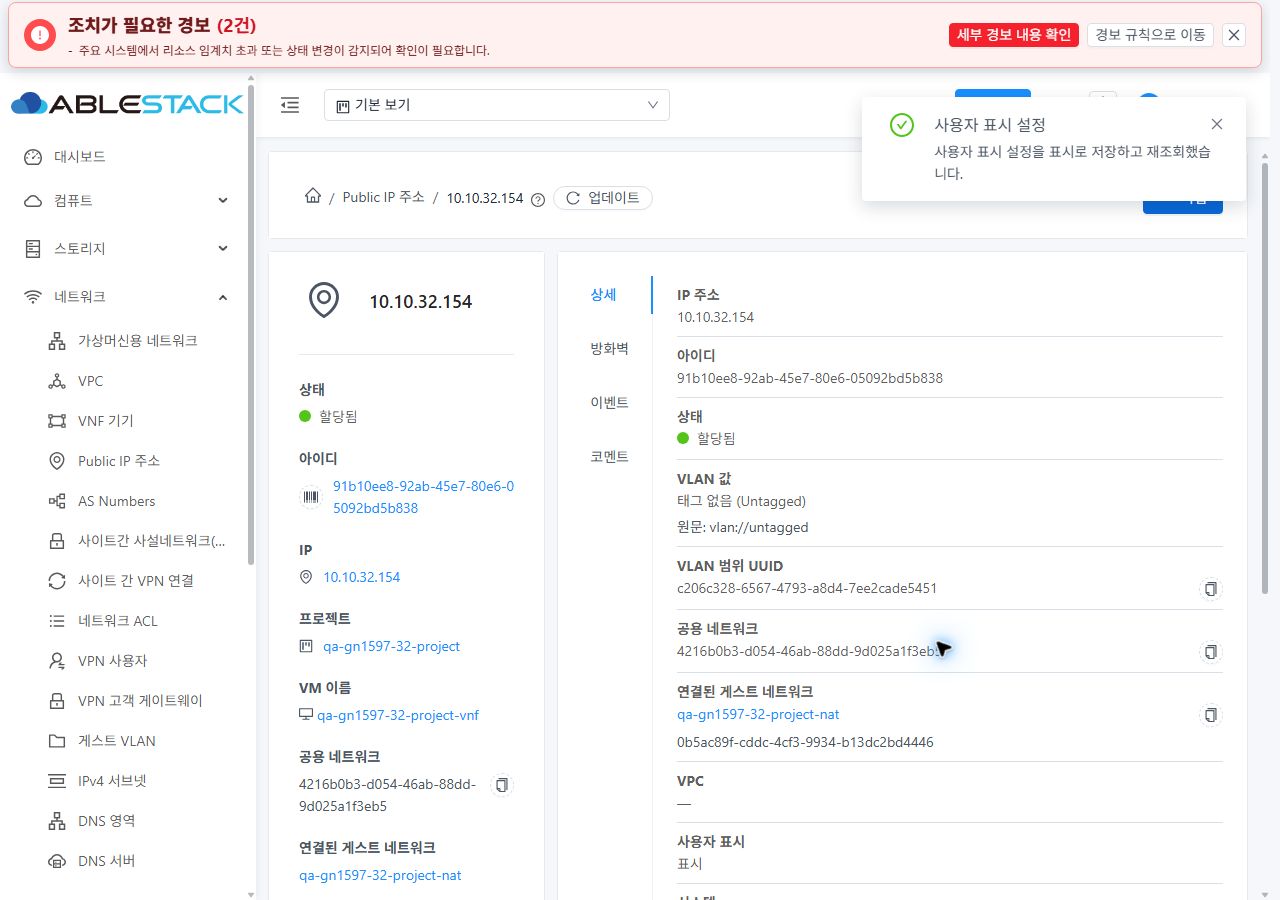 조치가 필요한 경보 (2건)
- 주요 시스템에서 리소스 임계치 초과 또는 상태 변경이 감지되어 확인이 필요합니다.
세부 경보 내용 확인
경보 규칙으로 이동
ABLESTACK
기본 보기
사용자 표시 설정
사용자 표시 설정을 표시로 저장하고 재조회했습
니다.
대시보드
컴퓨트
스토리지
네트워크
가상머신용 네트워크
VPC
VNF 기기
Public IP 주소
AS Numbers
사이트간 사설네트워크(...
사이트 간 VPN 연결
네트워크 ACL
VPN 사용자
VPN 고객 게이트웨이
게스트 VLAN
IPv4 서브넷
DNS 영역
DNS 서버
/ Public IP 주소 / 10.10.32.154
업데이트
10.10.32.154
상태
할당됨
아이디
91b10ee8-92ab-45e7-80e6-0
5092bd5b838
IP
10.10.32.154
프로젝트
qa-gn1597-32-project
VM 이름
qa-gn1597-32-project-vnf
공용 네트워크
4216b0b3-d054-46ab-88dd-
9d025a1f3eb5
연결된 게스트 네트워크
qa-gn1597-32-project-nat
상세
방화벽
이벤트
코멘트
IP 주소
10.10.32.154
아이디
91b10ee8-92ab-45e7-80e6-05092bd5b838
상태
할당됨
VLAN 값
태그 없음 (Untagged)
원문: vlan://untagged
VLAN 범위 UUID
c206c328-6567-4793-a8d4-7ee2cade5451
공용 네트워크
4216b0b3-d054-46ab-88dd-9d025a1f3eb5
연결된 게스트 네트워크
qa-gn1597-32-project-nat
0b5ac89f-cddc-4cf3-9934-b13dc2bd4446
VPC
—
사용자 표시
표시